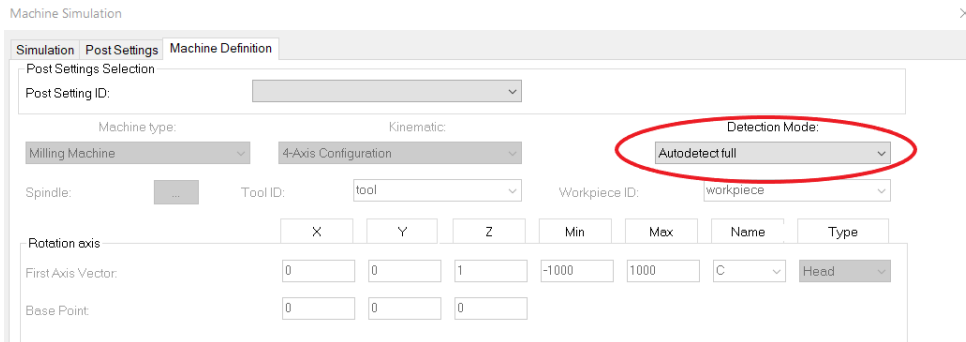 Machine Simulation
Simulation Post Settings Machine Definition
Post Settings Selection
Post Setting ID:
Machine type: Kinematic: Detection Mode:
Milling Machine 4-Axis Configuration Autodetect full
Spindle: ... Tool ID: tool Workpiece ID: workpiece
X Y Z Min Max Name Type
Rotation axis
First Axis Vector: 0 0 1 -1000 1000 C Head
Base Point: 0 0 0